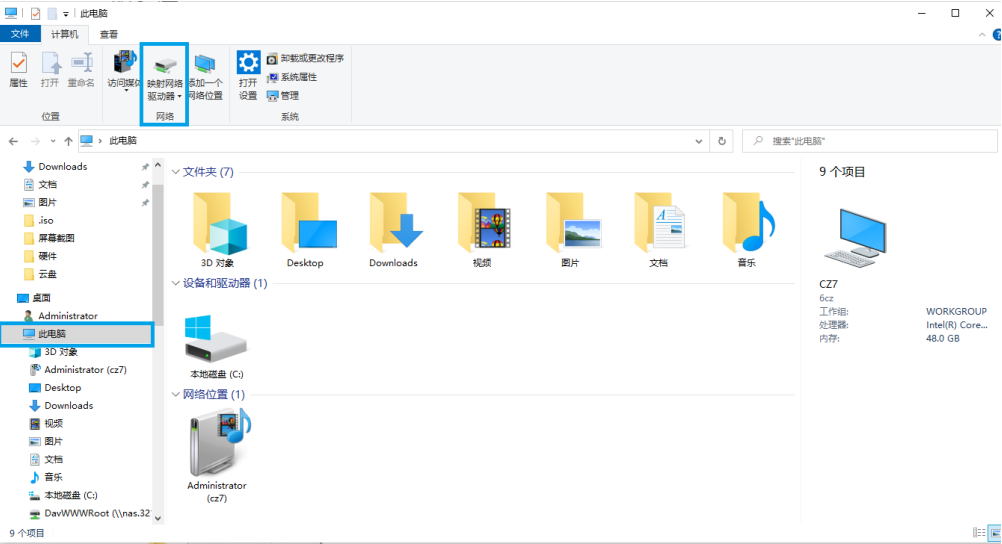 此电脑
文件 计算机 查看
属性 打开 重命名 访问媒体 映射网络 驱动器 添加一个 网络位置 打开 设置
卸载或更改程序
系统属性
管理
位置 网络 系统
此电脑
搜索"此电脑"
Downloads
文档
图片
.iso
屏幕截图
硬件
云盘
桌面
Administrator
此电脑
3D 对象
Administrator (cz7)
Desktop
Downloads
视频
图片
文档
音乐
本地磁盘 (C:)
DavWWWRoot (\\nas.32
文件夹 (7)
3D 对象 Desktop Downloads 视频 图片 文档 音乐
设备和驱动器 (1)
本地磁盘 (C:)
网络位置 (1)
Administrator
(cz7)
9 个项目
CZ7
6cz
工作组: WORKGROUP
处理器: Intel(R) Core...
内存: 48.0 GB
9 个项目